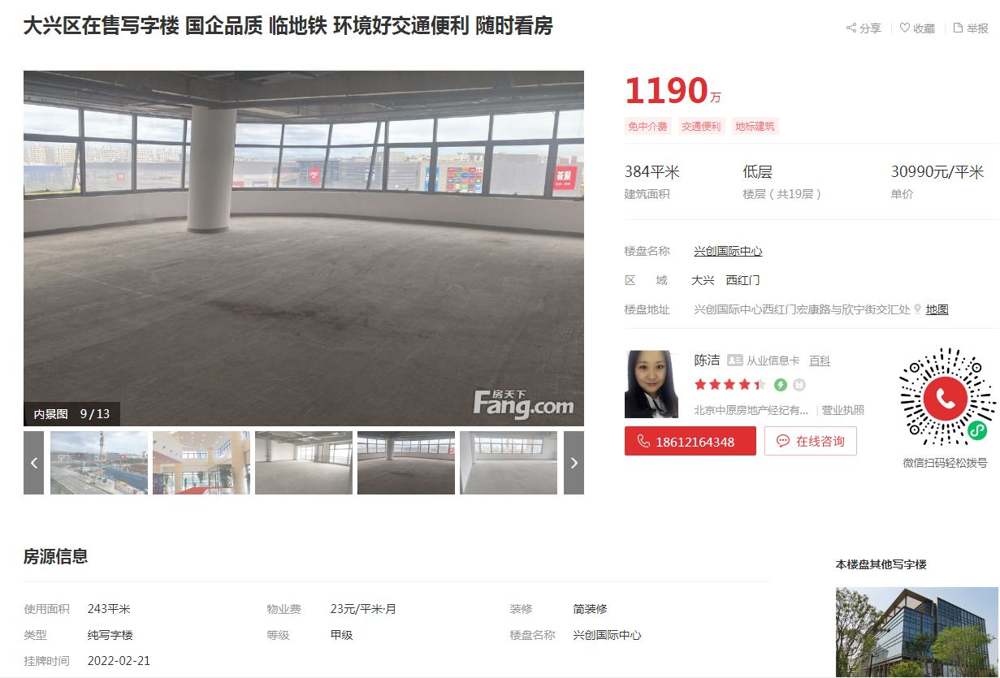 大兴区在售写字楼 国企品质 临地铁 环境好交通便利 随时看房
分享
收藏
举报
1190万
免中介费 交通便利 地标建筑
384平米 低层 30990元/平米
建筑面积 楼层（共19层） 单价
楼盘名称 兴创国际中心
区 域 大兴 西红门
楼盘地址 兴创国际中心西红门宏康路与欣宁街交汇处 地图
荟聚
房天下
Fang.com
内景图 9 / 13
陈洁 从业信息卡 百科
北京中原房地产经纪有... 营业执照
18612164348
在线咨询
微信扫码轻松拨号
房源信息
使用面积 243平米 物业费 23元/平米·月 装修 简装修
类型 纯写字楼 等级 甲级 楼盘名称 兴创国际中心
挂牌时间 2022-02-21
本楼盘其他写字楼